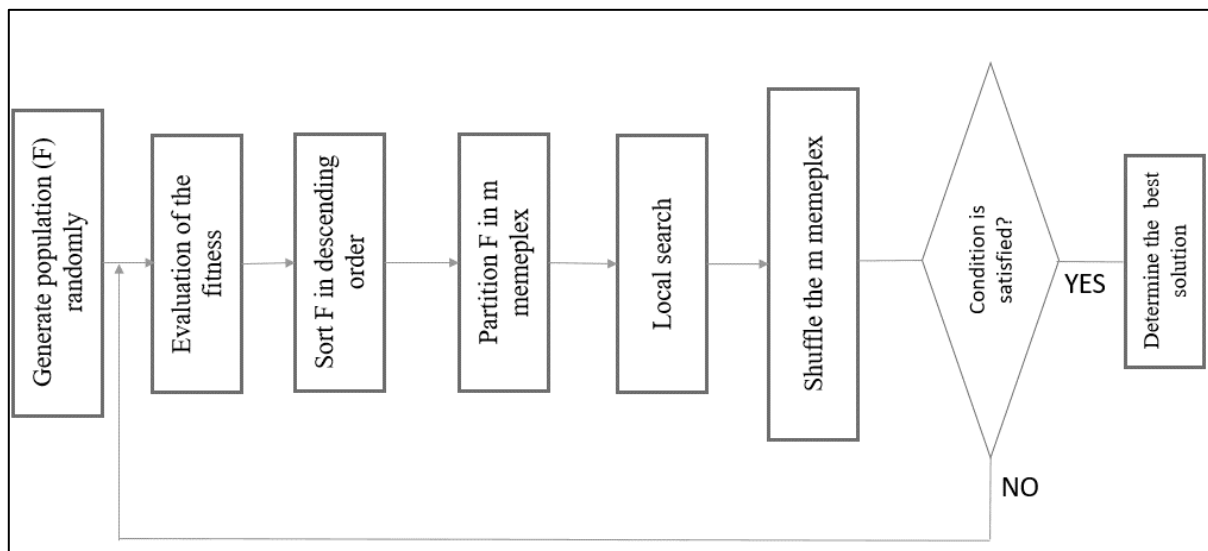 Generate population (F)
randomly
Evaluation of the
fitness
Sort F in descending
order
Partition F in m
memeplex
Local search
Shuffle the m memeplex
Condition is
satisfied?
YES
NO
Determine the best
solution